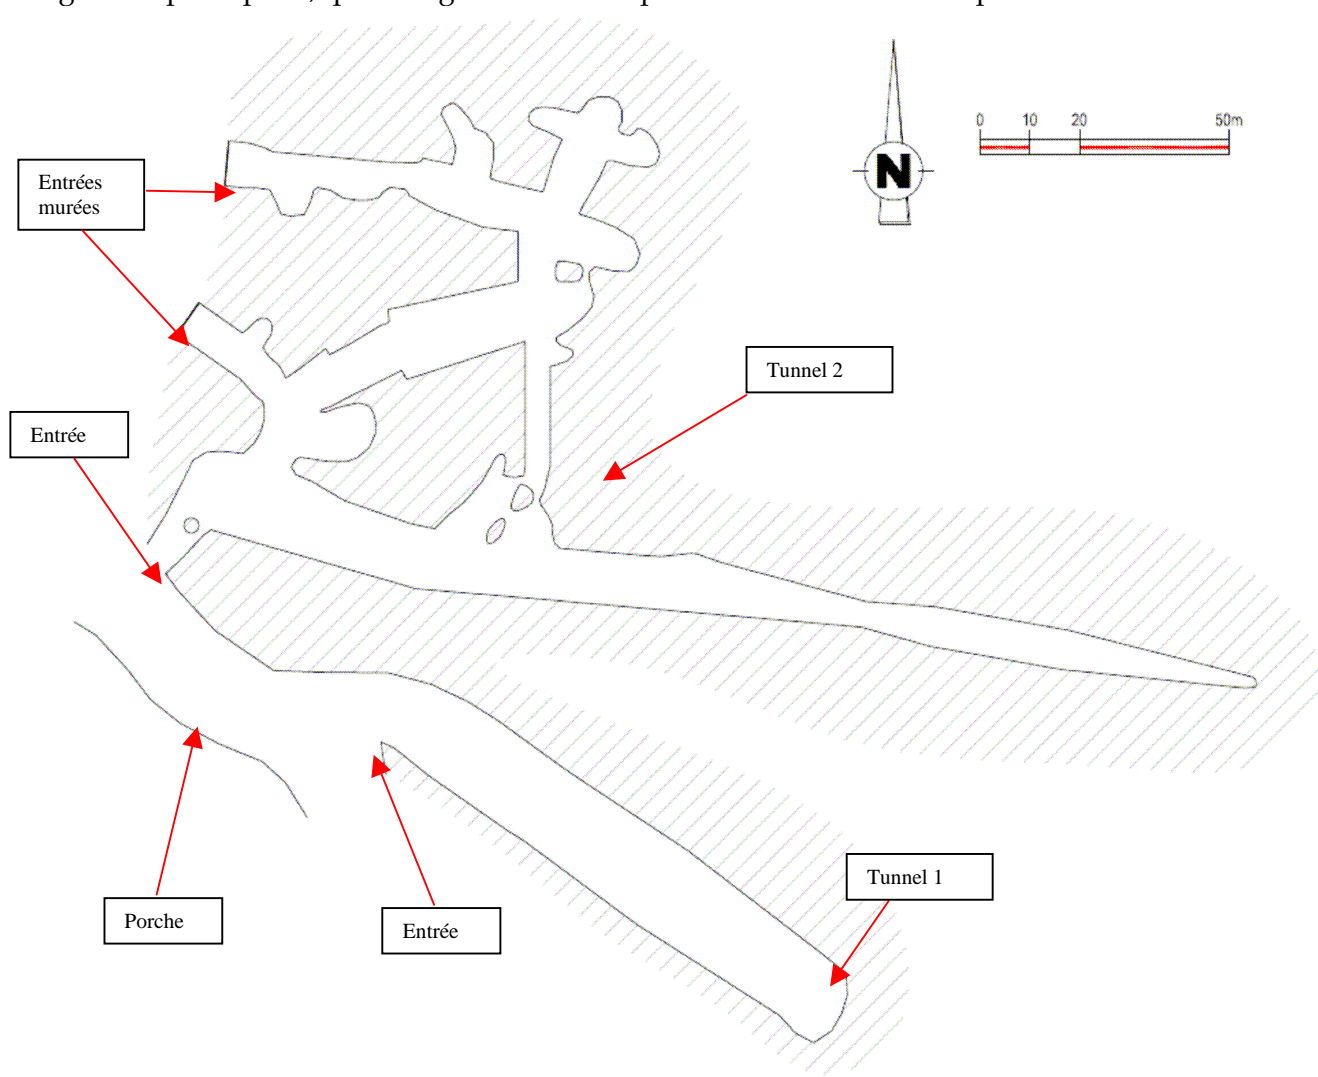 0 10 20 50m
N
Entrées
murées
Tunnel 2
Entrée
Tunnel 1
Porche
Entrée